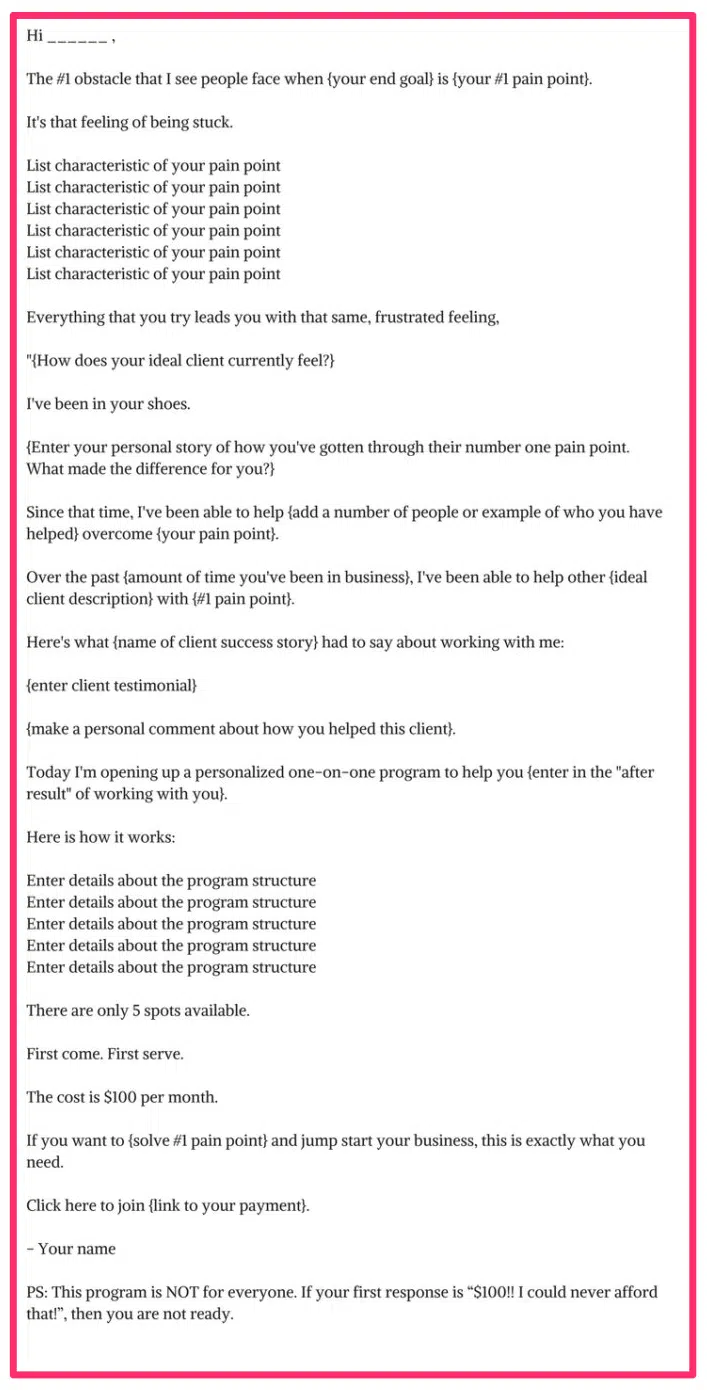 Hi ______ ,
The #1 obstacle that I see people face when {your end goal} is {your #1 pain point}.
It's that feeling of being stuck.
List characteristic of your pain point
List characteristic of your pain point
List characteristic of your pain point
List characteristic of your pain point
List characteristic of your pain point
List characteristic of your pain point
Everything that you try leads you with that same, frustrated feeling,
"{How does your ideal client currently feel?}
I've been in your shoes.
{Enter your personal story of how you've gotten through their number one pain point.
What made the difference for you?}
Since that time, I've been able to help {add a number of people or example of who you have
helped} overcome {your pain point}.
Over the past {amount of time you've been in business}, I've been able to help other {ideal
client description} with {#1 pain point}.
Here's what {name of client success story} had to say about working with me:
{enter client testimonial}
{make a personal comment about how you helped this client}.
Today I'm opening up a personalized one-on-one program to help you {enter in the "after
result" of working with you}.
Here is how it works:
Enter details about the program structure
Enter details about the program structure
Enter details about the program structure
Enter details about the program structure
Enter details about the program structure
There are only 5 spots available.
First come. First serve.
The cost is $100 per month.
If you want to {solve #1 pain point} and jump start your business, this is exactly what you
need.
Click here to join {link to your payment}.
- Your name
PS: This program is NOT for everyone. If your first response is “$100!! I could never afford
that!”, then you are not ready.